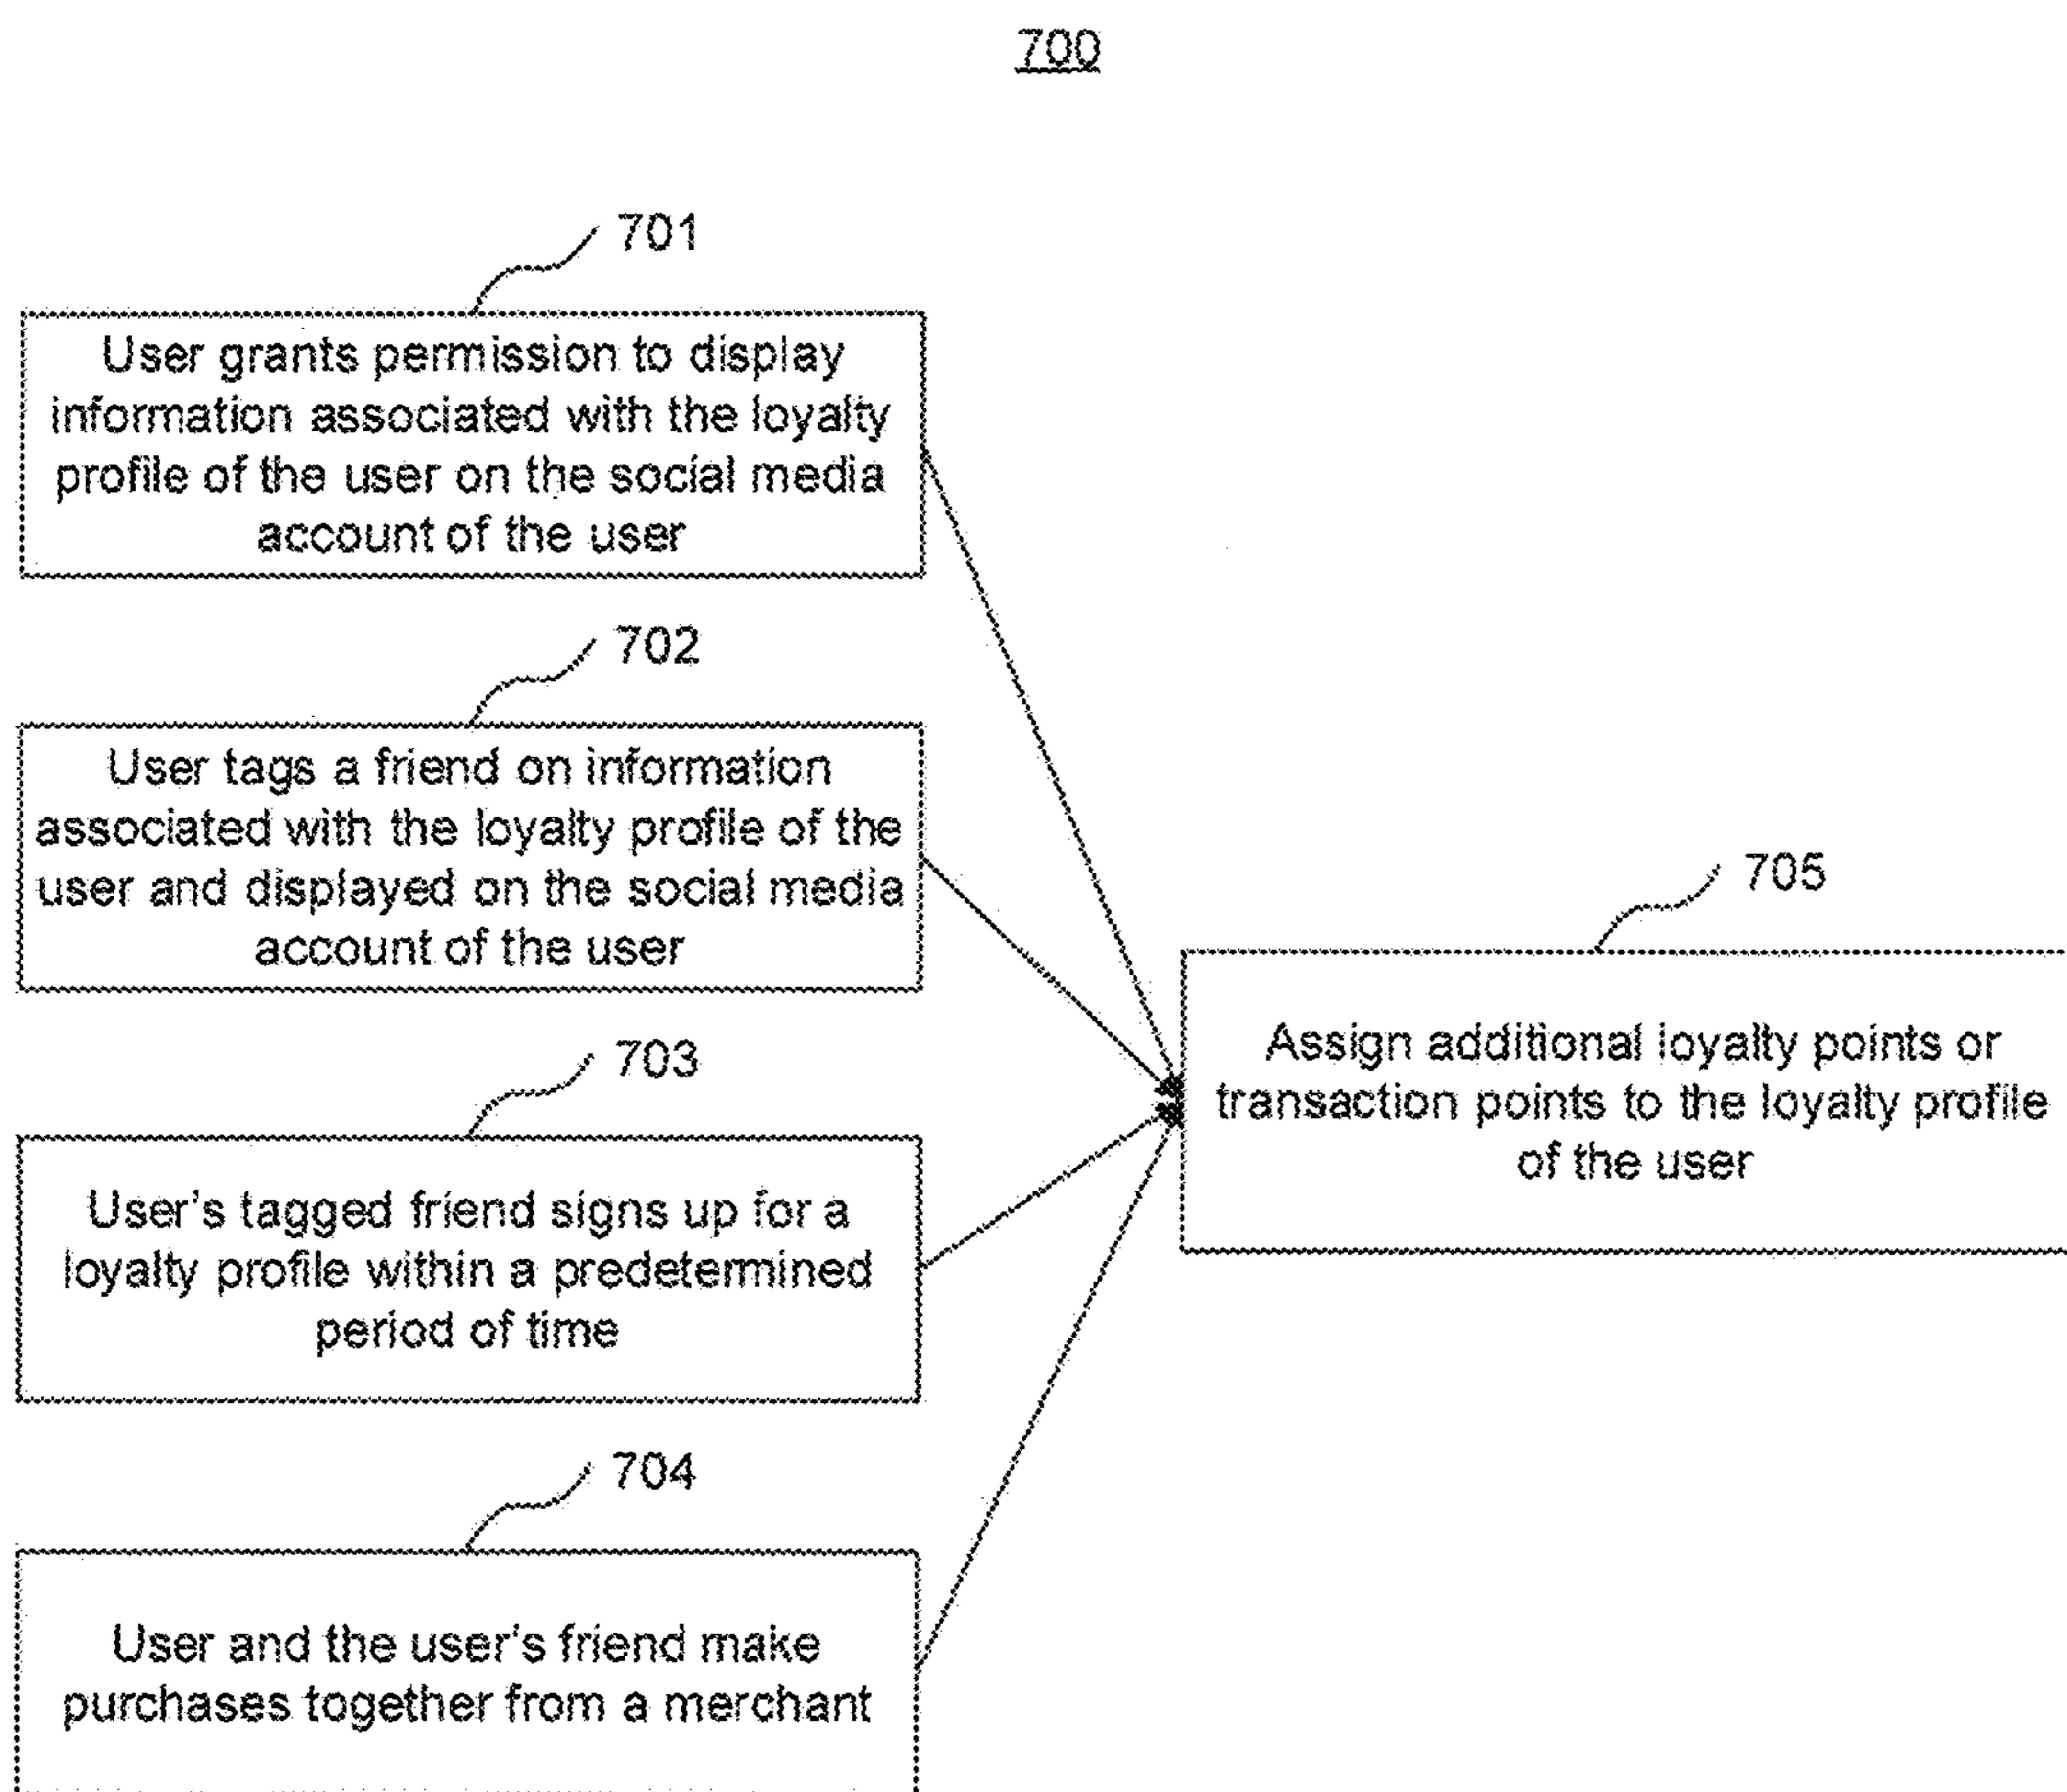 700
701
User grants permission to display
information associated with the loyalty
profile of the user on the social media
account of the user
702
User tags a friend on information
associated with the loyalty profile of the
user and displayed on the social media
account of the user
703
User's tagged friend signs up for a
loyalty profile within a predetermined
period of time
704
User and the user's friend make
purchases together from a merchant
705
Assign additional loyalty points or
transaction points to the loyalty profile
of the user